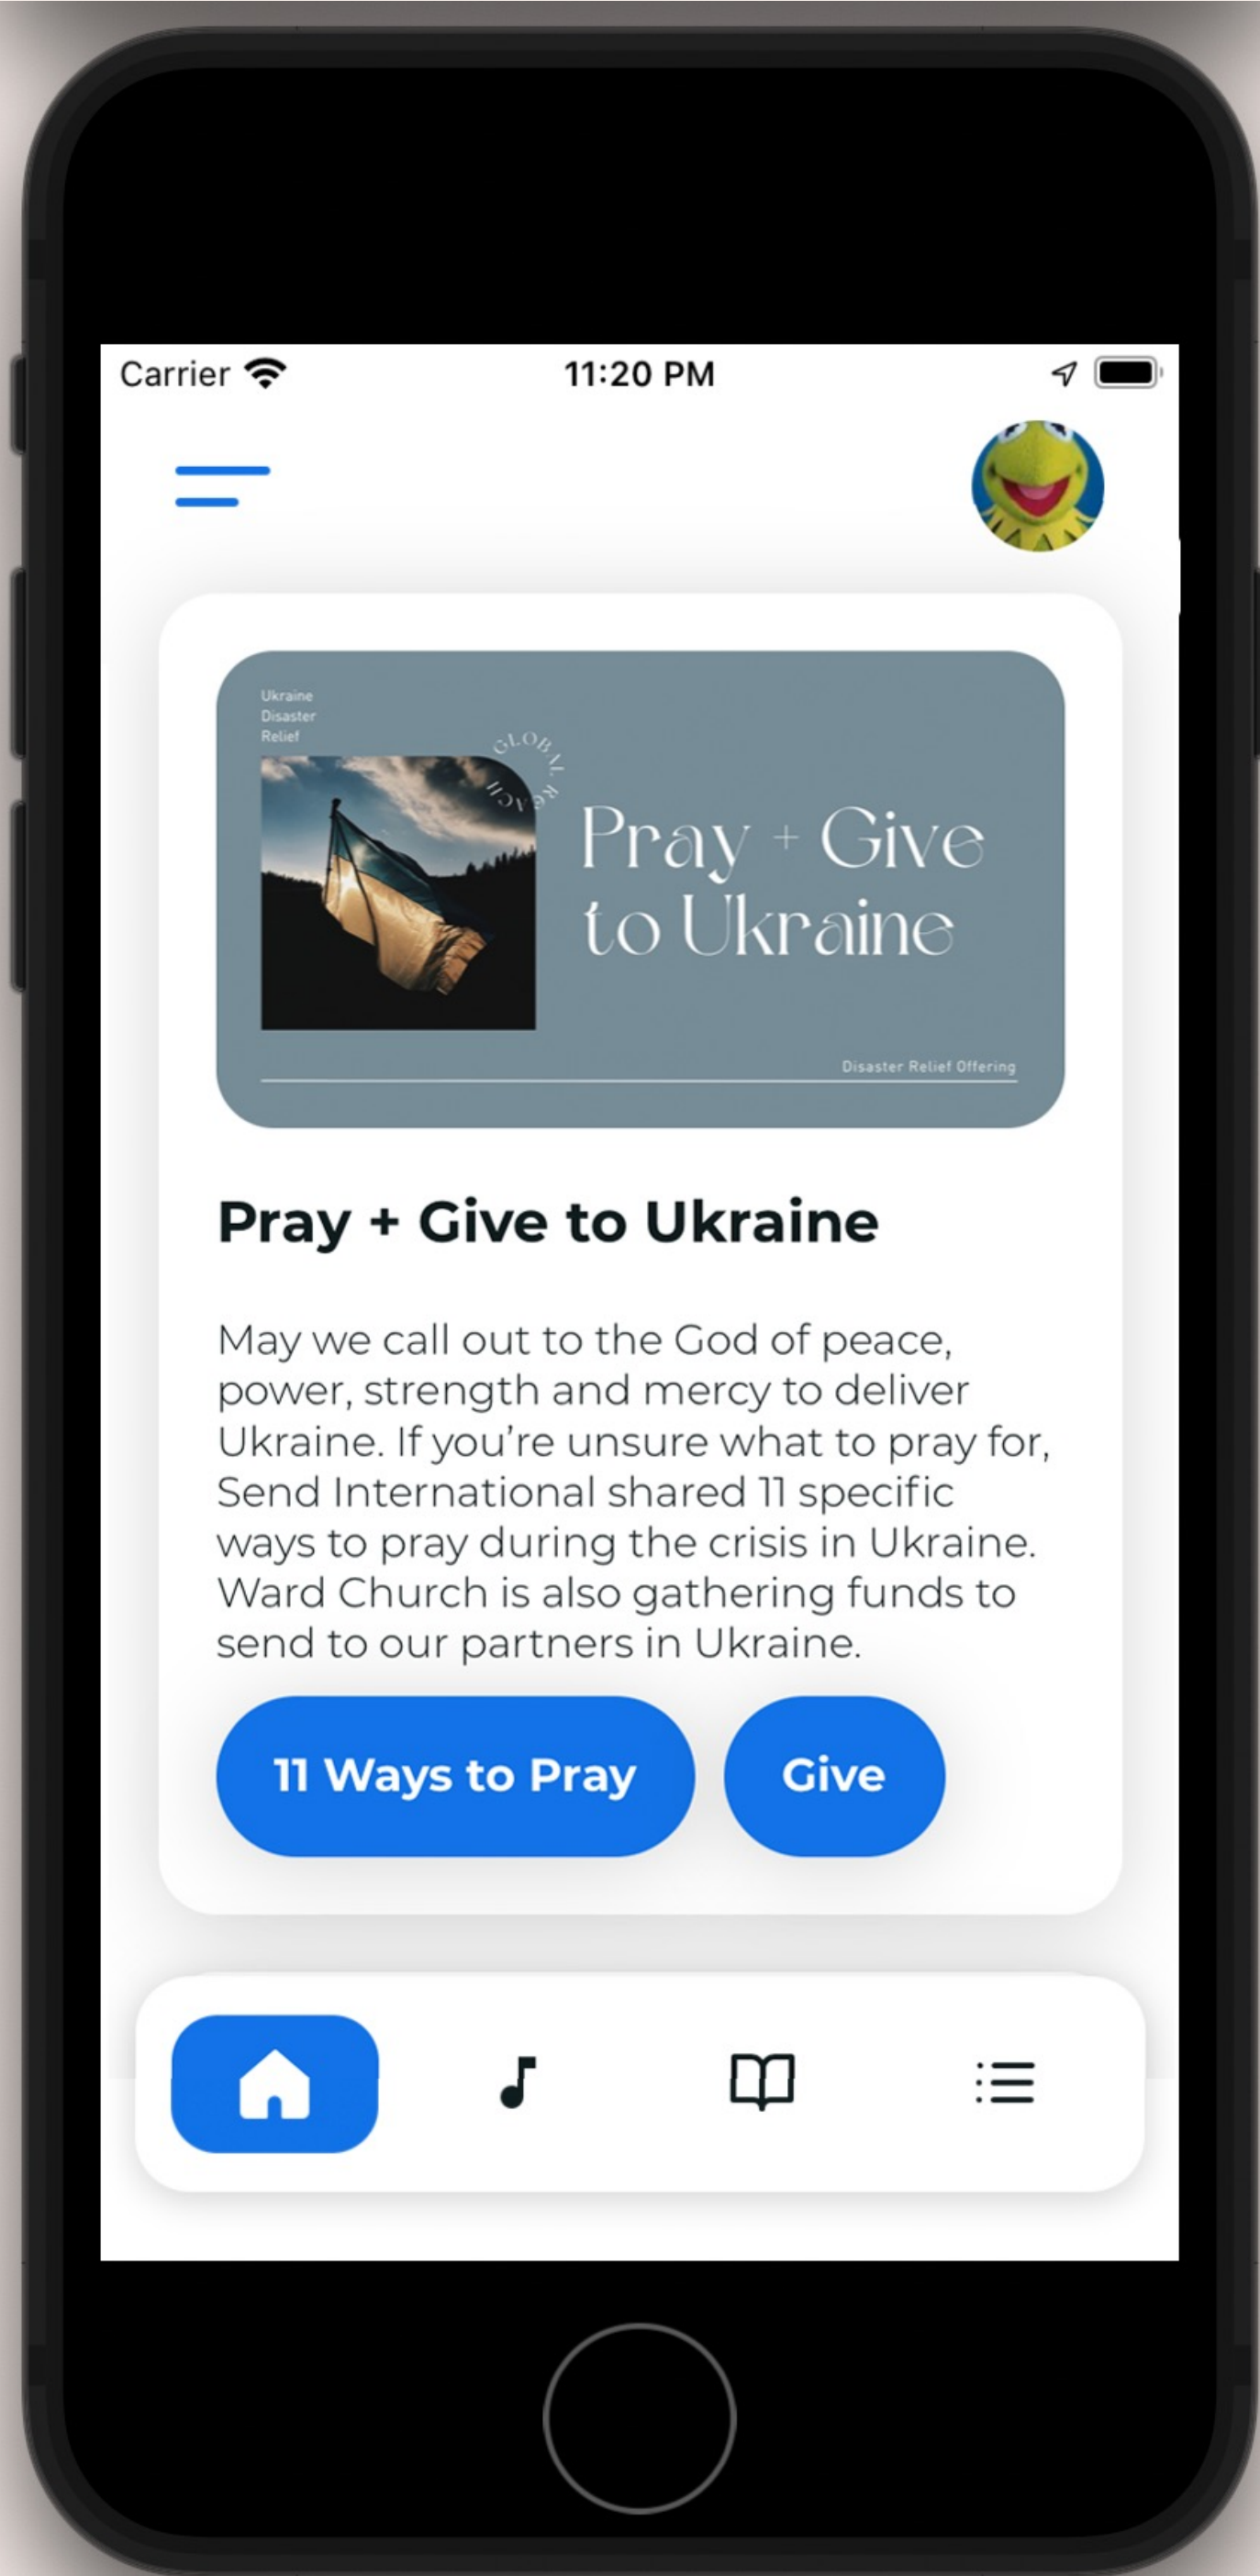 Carrier
11:20 PM
Ukraine
Disaster
Relief
GLOBAL REACH
Pray + Give
to Ukraine
Disaster Relief Offering
Pray + Give to Ukraine
May we call out to the God of peace,
power, strength and mercy to deliver
Ukraine. If you’re unsure what to pray for,
Send International shared 11 specific
ways to pray during the crisis in Ukraine.
Ward Church is also gathering funds to
send to our partners in Ukraine.
11 Ways to Pray
Give